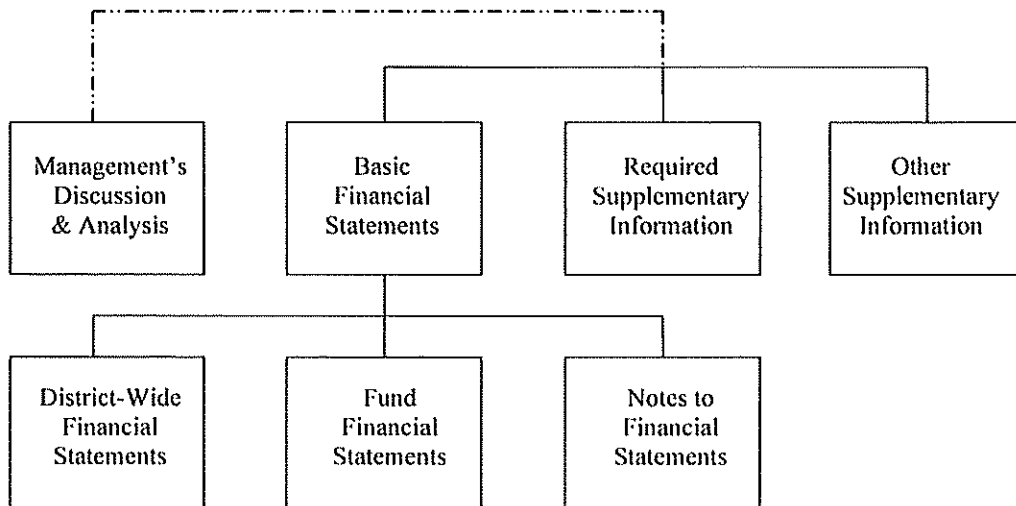 Management's
Discussion
& Analysis
Basic
Financial
Statements
Required
Supplementary
Information
Other
Supplementary
Information
District-Wide
Financial
Statements
Fund
Financial
Statements
Notes to
Financial
Statements